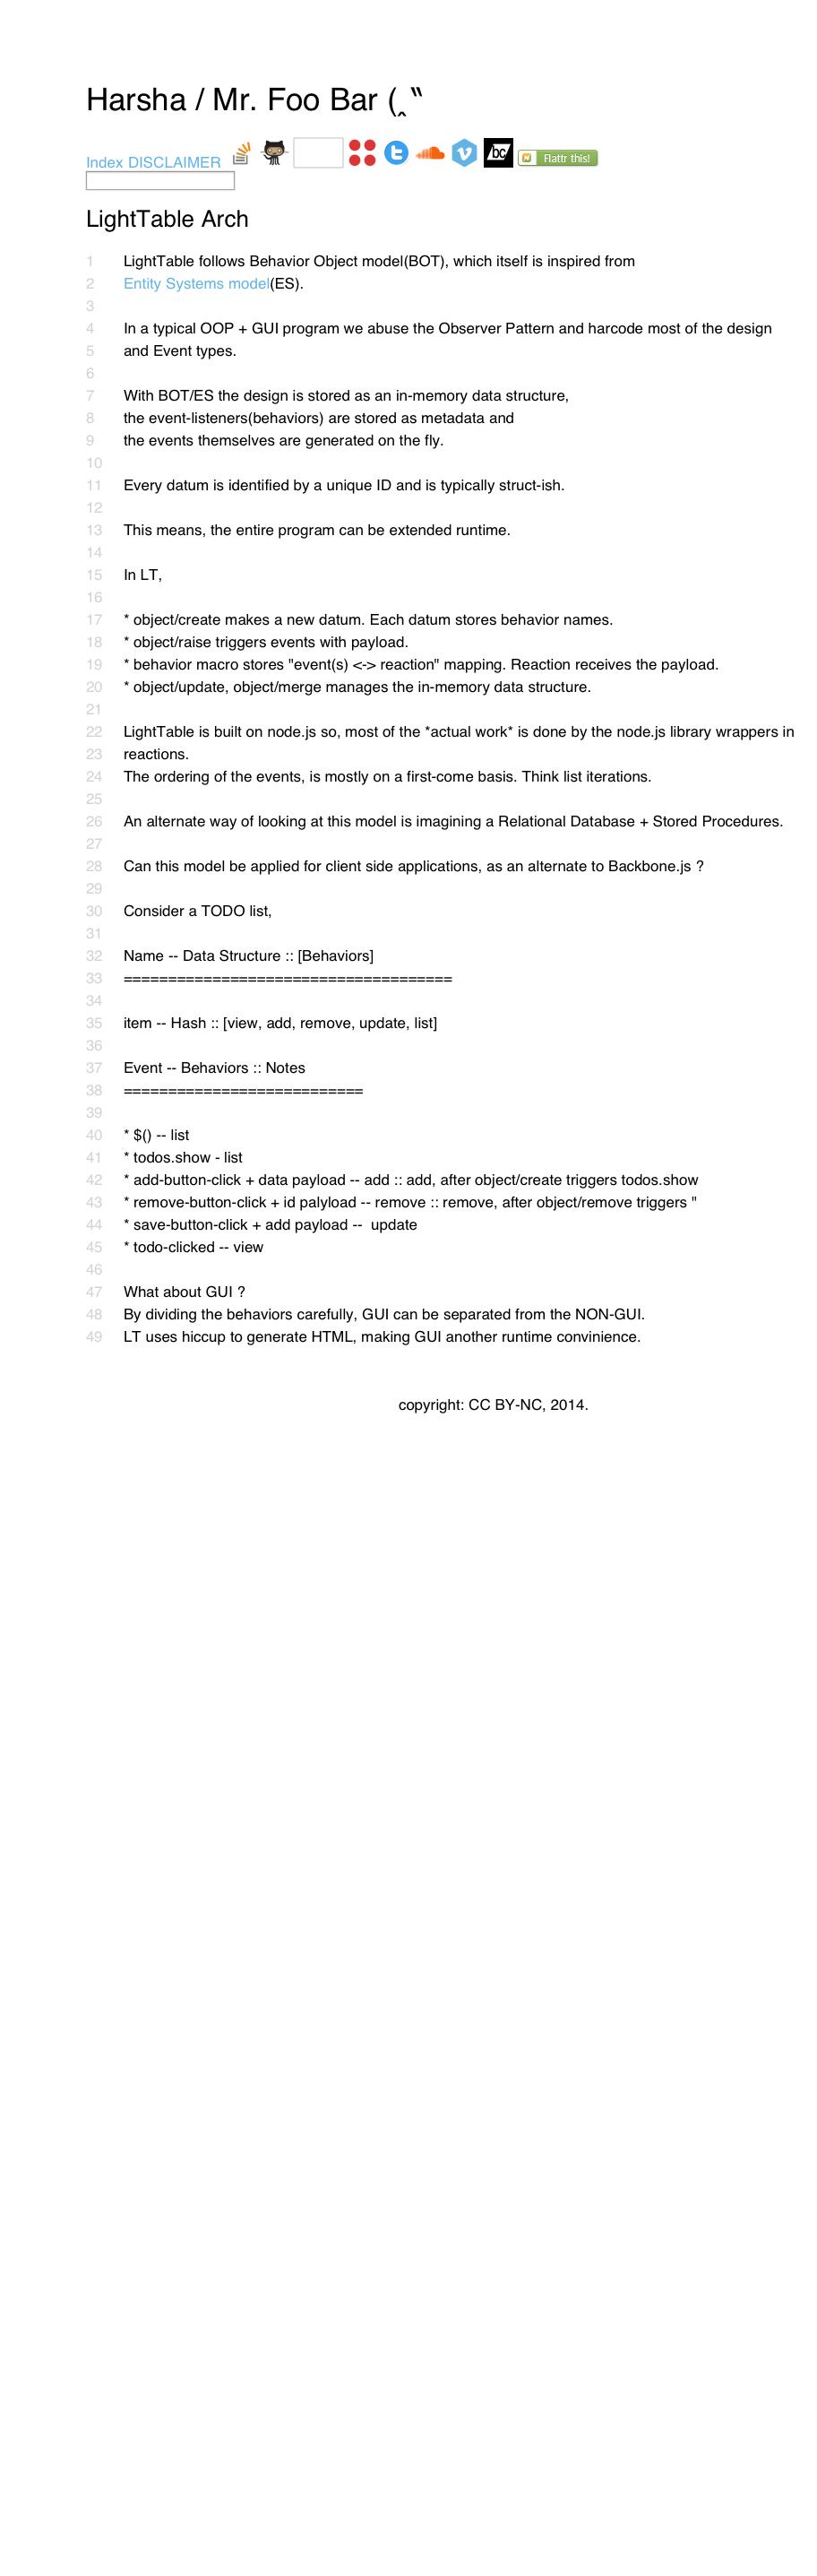 Harsha / Mr. Foo Bar (‸‶
Index DISCLAIMER
/bc/
Flattr this!
LightTable Arch
1 LightTable follows Behavior Object model(BOT), which itself is inspired from
2 Entity Systems model(ES).
3
4 In a typical OOP + GUI program we abuse the Observer Pattern and harcode most of the design
5 and Event types.
6
7 With BOT/ES the design is stored as an in-memory data structure,
8 the event-listeners(behaviors) are stored as metadata and
9 the events themselves are generated on the fly.
10
11 Every datum is identified by a unique ID and is typically struct-ish.
12
13 This means, the entire program can be extended runtime.
14
15 In LT,
16
17 * object/create makes a new datum. Each datum stores behavior names.
18 * object/raise triggers events with payload.
19 * behavior macro stores "event(s) <-> reaction" mapping. Reaction receives the payload.
20 * object/update, object/merge manages the in-memory data structure.
21
22 LightTable is built on node.js so, most of the *actual work* is done by the node.js library wrappers in
23 reactions.
24 The ordering of the events, is mostly on a first-come basis. Think list iterations.
25
26 An alternate way of looking at this model is imagining a Relational Database + Stored Procedures.
27
28 Can this model be applied for client side applications, as an alternate to Backbone.js ?
29
30 Consider a TODO list,
31
32 Name -- Data Structure :: [Behaviors]
33 =====================================
34
35 item -- Hash :: [view, add, remove, update, list]
36
37 Event -- Behaviors :: Notes
38 ===========================
39
40 * $() -- list
41 * todos.show - list
42 * add-button-click + data payload -- add :: add, after object/create triggers todos.show
43 * remove-button-click + id palyload -- remove :: remove, after object/remove triggers "
44 * save-button-click + add payload --  update
45 * todo-clicked -- view
46
47 What about GUI ?
48 By dividing the behaviors carefully, GUI can be separated from the NON-GUI.
49 LT uses hiccup to generate HTML, making GUI another runtime convinience.
copyright: CC BY-NC, 2014.